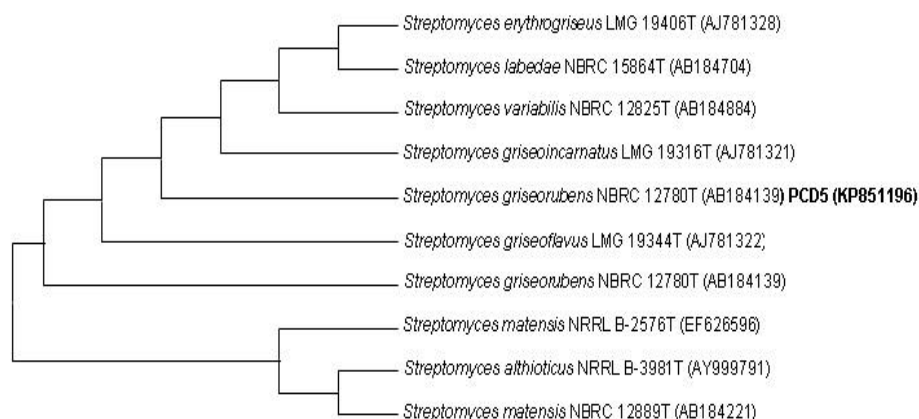 Streptomyces erythrogriseus LMG 19406T (AJ781328)
Streptomyces labedae NBRC 15864T (AB184704)
Streptomyces variabilis NBRC 12825T (AB184884)
Streptomyces griseoincarnatus LMG 19316T (AJ781321)
Streptomyces griseorubens NBRC 12780T (AB184139) PCD5 (KP851196)
Streptomyces griseoflavus LMG 19344T (AJ781322)
Streptomyces griseorubens NBRC 12780T (AB184139)
Streptomyces matensis NRRL B-2576T (EF626596)
Streptomyces althioticus NRRL B-3981T (AY999791)
Streptomyces matensis NBRC 12889T (AB184221)